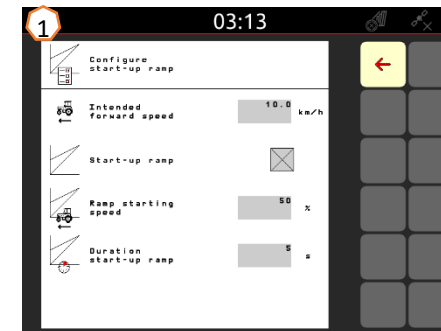 1
03:13
Configure
start-up ramp
Intended
forward speed
10.0 km/h
Start-up ramp
Ramp starting
speed
50 %
Duration
start-up ramp
5 s